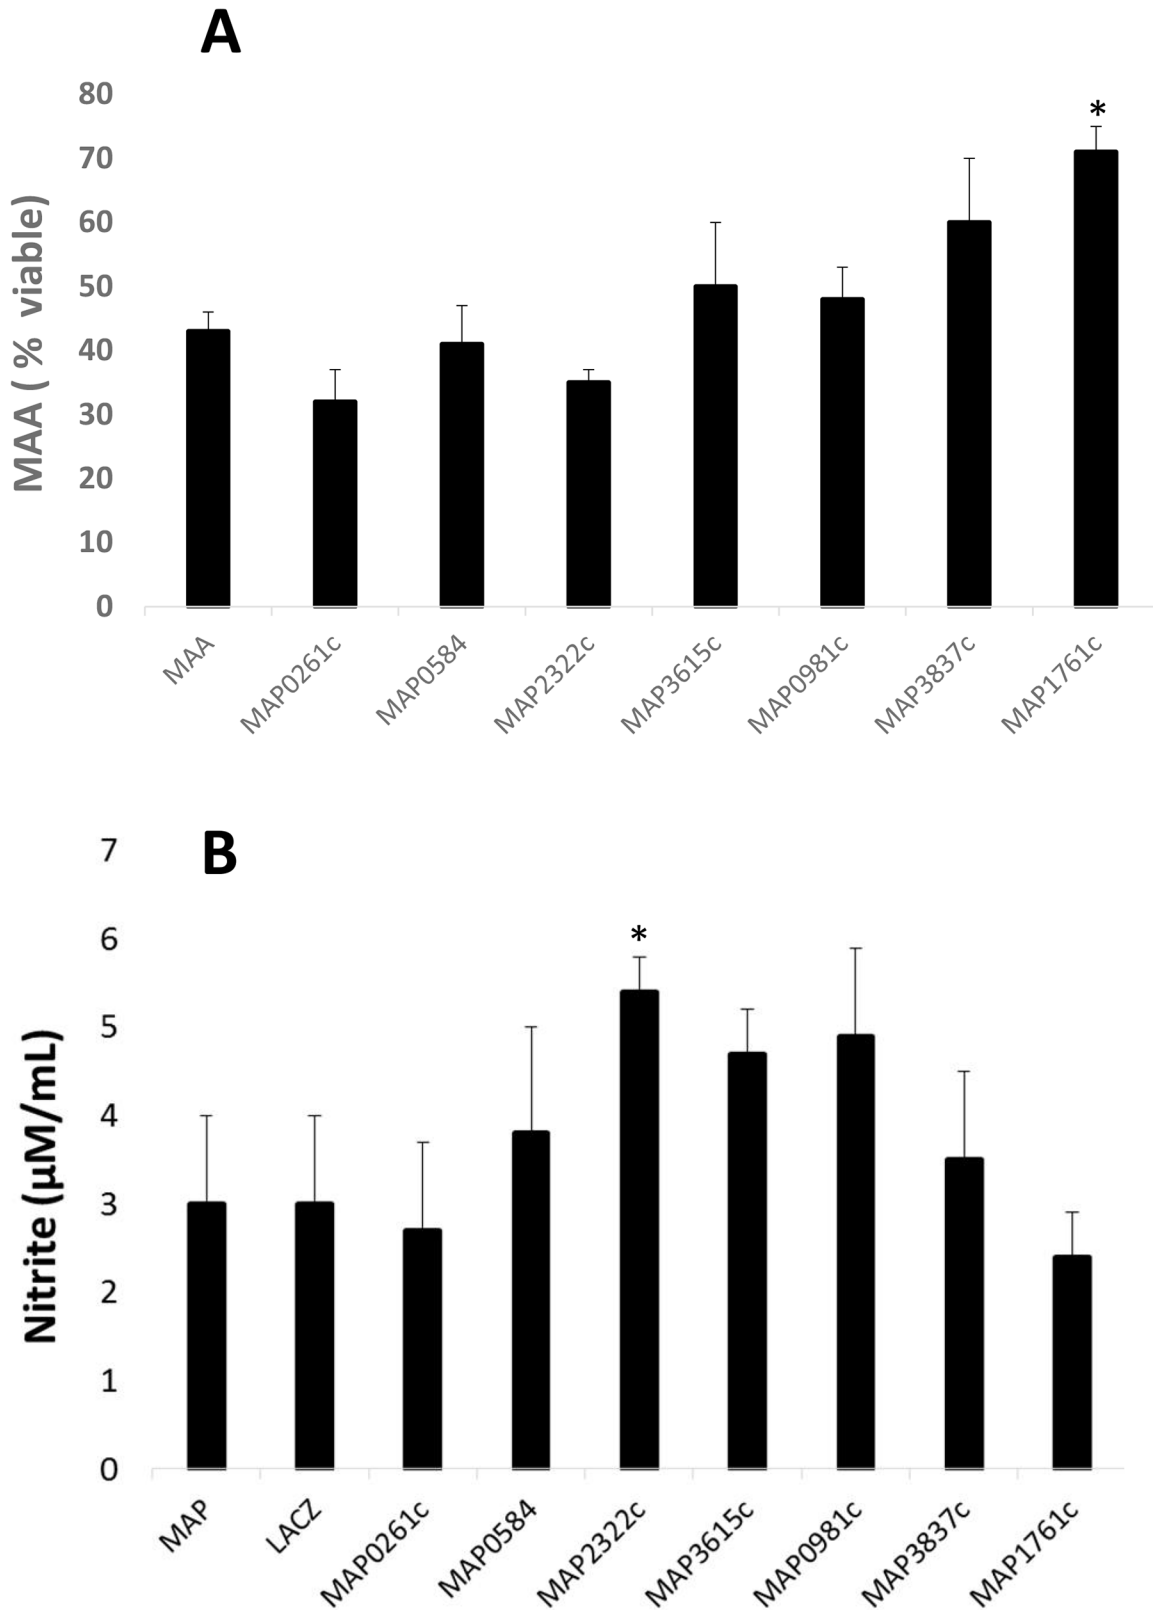 A
80
70
60
50
40
30
20
10
0
MAA ( % viable)
*
MAA
MAP0261c
MAP0584
MAP2322c
MAP3615c
MAP0981c
MAP3837c
MAP1761c
B
7
6
5
4
3
2
1
0
Nitrite (µM/mL)
*
MAP
LACZ
MAP0261c
MAP0584
MAP2322c
MAP3615c
MAP0981c
MAP3837c
MAP1761c